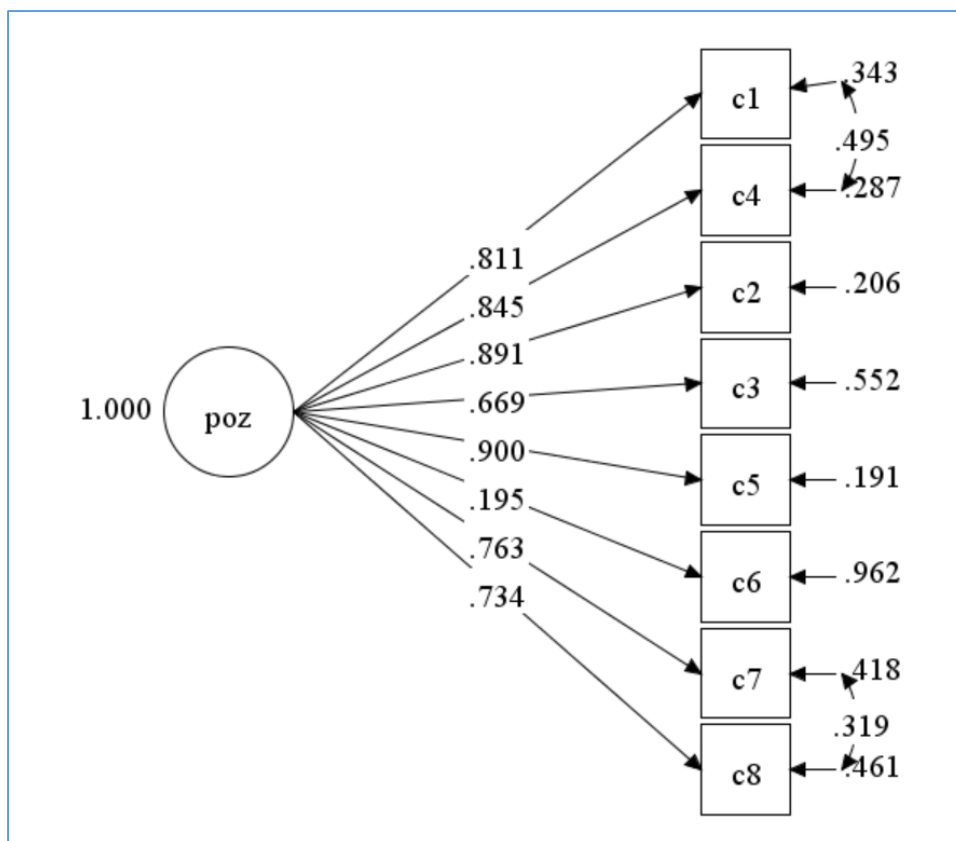 c1
.343
.495
c4
.287
.811
.845
c2
.206
.891
1.000
poz
.669
c3
.552
.900
c5
.191
.195
c6
.962
.763
.734
c7
.418
.319
c8
.461